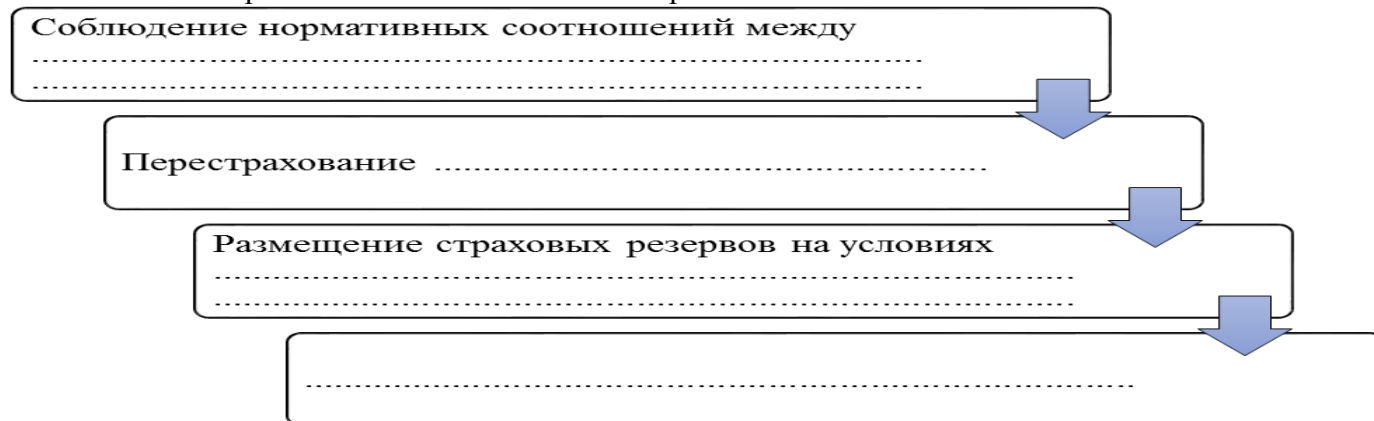 Соблюдение нормативных соотношений между
................................................................................................
................................................................................................
Перестрахование ............................................................
Размещение страховых резервов на условиях
.............................................................................................
.............................................................................................
..........................................................................................